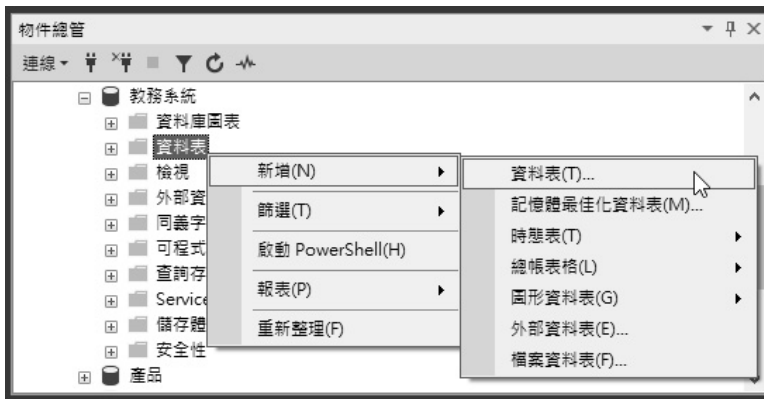 物件總管
連線
教務系統
資料庫圖表
資料表
檢視
外部資
同義字
可程式
查詢存
Service
儲存體
安全性
產品
新增(N)
篩選(T)
啟動 PowerShell(H)
報表(P)
重新整理(F)
資料表(T)...
記憶體最佳化資料表(M)...
時態表(T)
總帳表格(L)
圖形資料表(G)
外部資料表(E)...
檔案資料表(F)...